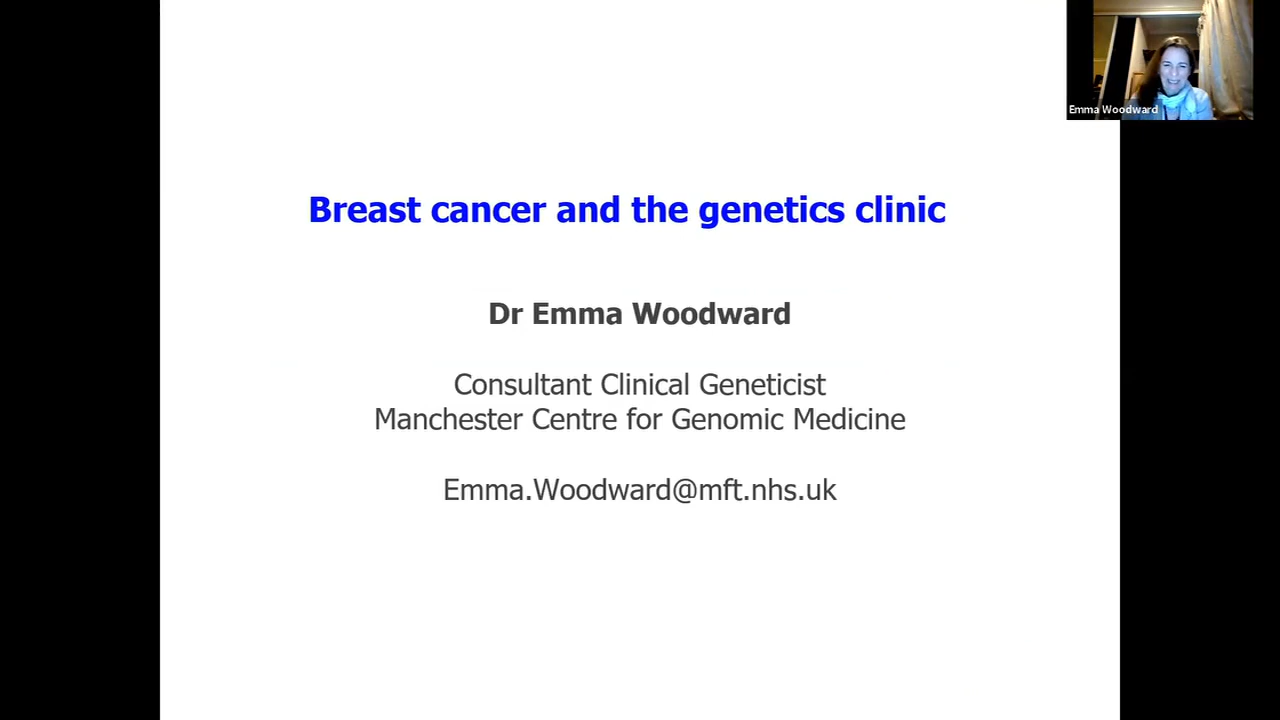 Emma Woodward
Breast cancer and the genetics clinic
Dr Emma Woodward
Consultant Clinical Geneticist
Manchester Centre for Genomic Medicine
Emma.Woodward@mft.nhs.uk